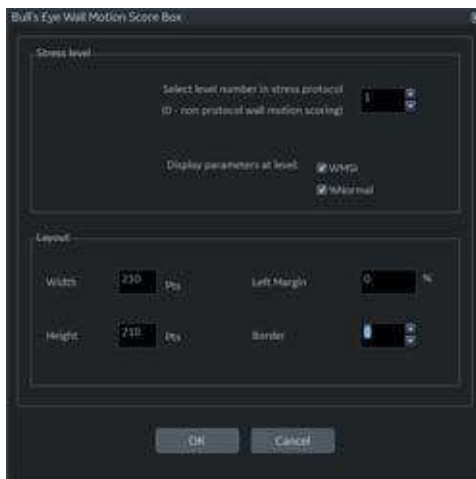 Bull's Eye Wall Motion Score Box
Stress level
Select level number in stress protocol
(0 - non protocol wall motion scoring)
1
Display parameters at level:
WMSI
%Normal
Layout
Width 210 Pts Left Margin 0 %
Height 210 Pts Border 0
OK Cancel